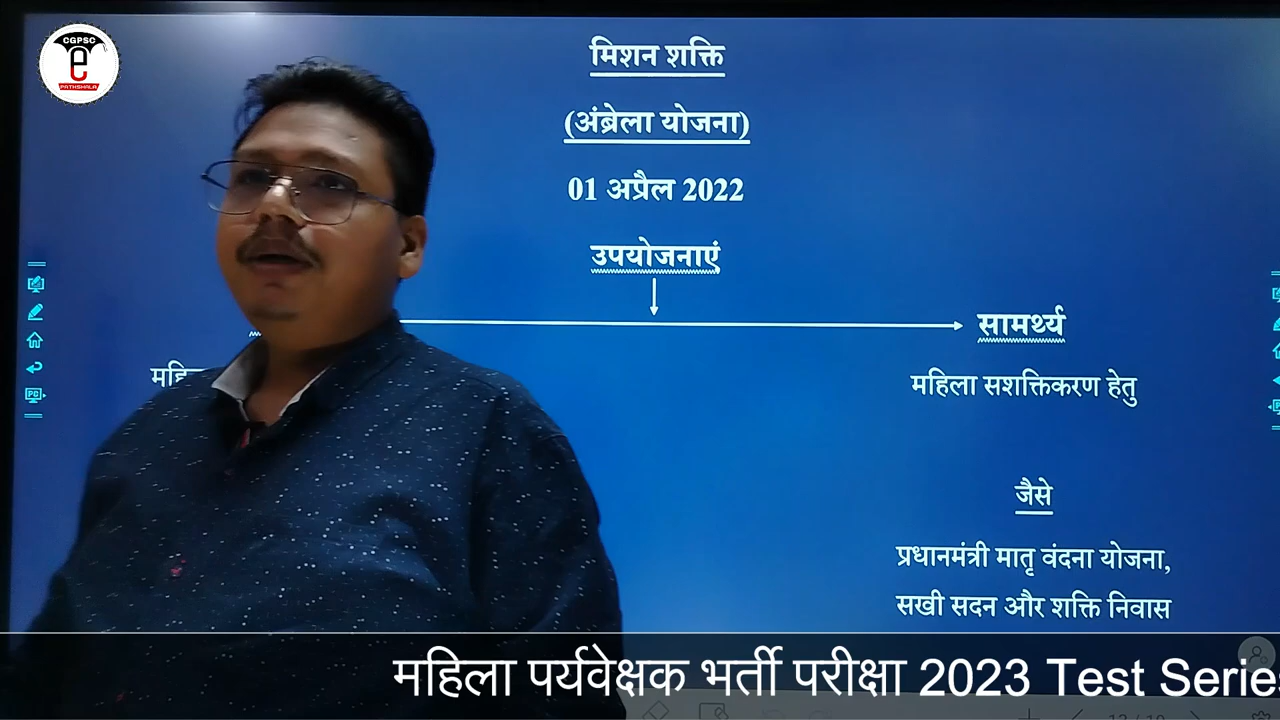 CGPSC
e
PATHSHALA
मिशन शक्ति
(अंब्रेला योजना)
01 अप्रैल 2022
उपयोजनाएं
सामर्थ्य
महिला सशक्तिकरण हेतु
जैसे
प्रधानमंत्री मातृ वंदना योजना,
सखी सदन और शक्ति निवास
महिला पर्यवेक्षक भर्ती परीक्षा 2023 Test Serie